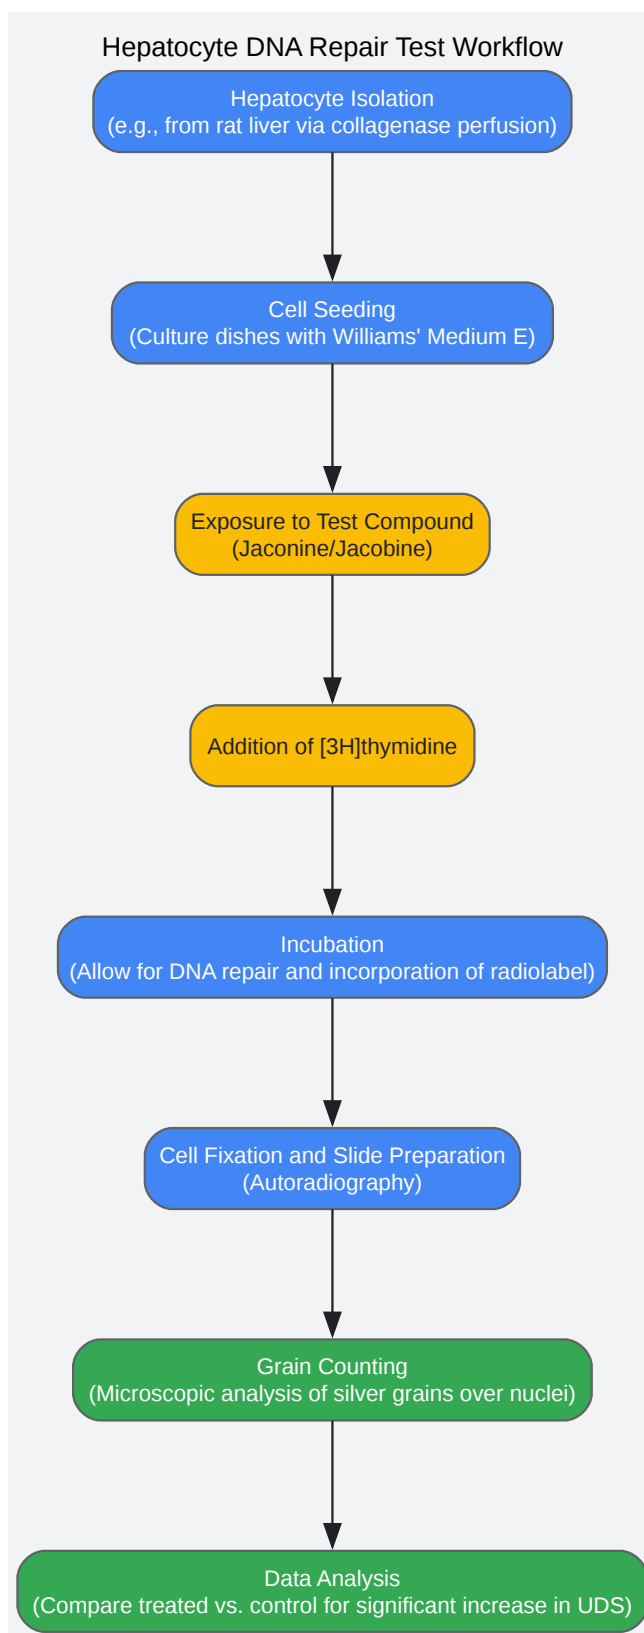 Hepatocyte DNA Repair Test Workflow
Hepatocyte Isolation
(e.g., from rat liver via collagenase perfusion)
Cell Seeding
(Culture dishes with Williams' Medium E)
Exposure to Test Compound
(Jaconine/Jacobine)
Addition of [3H]thymidine
Incubation
(Allow for DNA repair and incorporation of radiolabel)
Cell Fixation and Slide Preparation
(Autoradiography)
Grain Counting
(Microscopic analysis of silver grains over nuclei)
Data Analysis
(Compare treated vs. control for significant increase in UDS)